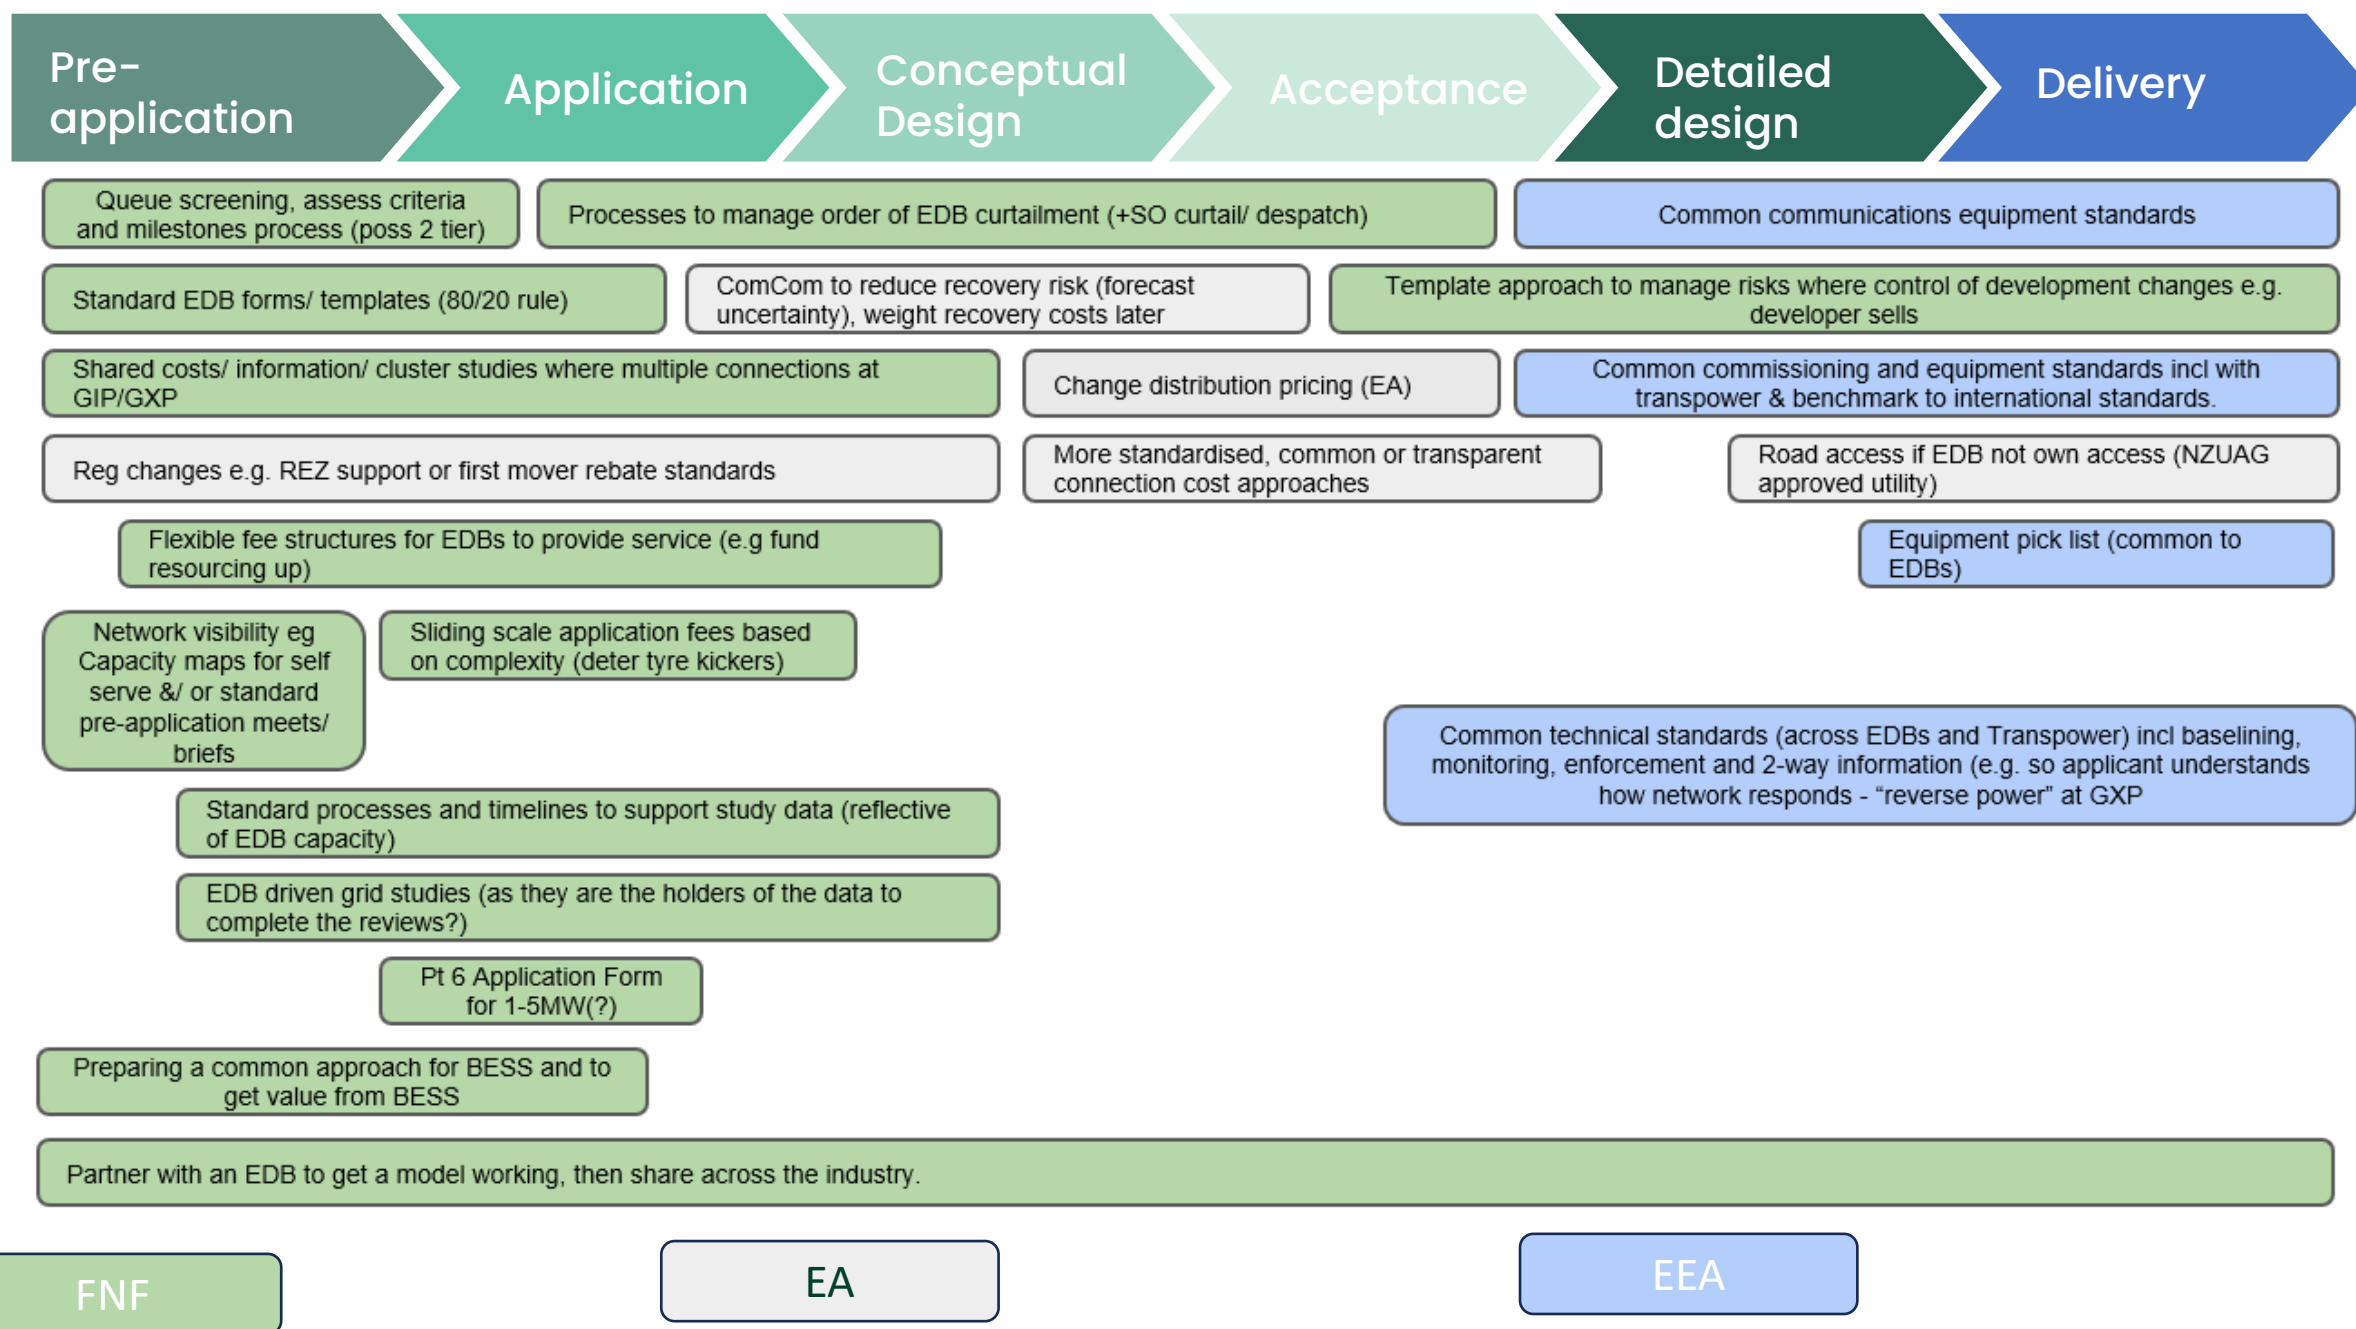 Pre-
application
Application
Conceptual
Design
Acceptance
Detailed
design
Delivery
Queue screening, assess criteria
and milestones process (poss 2 tier)
Processes to manage order of EDB curtailment (+SO curtail/ despatch)
Common communications equipment standards
Standard EDB forms/ templates (80/20 rule)
ComCom to reduce recovery risk (forecast
uncertainty), weight recovery costs later
Template approach to manage risks where control of development changes e.g.
developer sells
Shared costs/ information/ cluster studies where multiple connections at
GIP/GXP
Change distribution pricing (EA)
Common commissioning and equipment standards incl with
transpower & benchmark to international standards.
Reg changes e.g. REZ support or first mover rebate standards
More standardised, common or transparent
connection cost approaches
Road access if EDB not own access (NZUAG
approved utility)
Flexible fee structures for EDBs to provide service (e.g fund
resourcing up)
Equipment pick list (common to
EDBs)
Network visibility eg
Capacity maps for self
serve &/ or standard
pre-application meets/
briefs
Sliding scale application fees based
on complexity (deter tyre kickers)
Common technical standards (across EDBs and Transpower) incl baselining,
monitoring, enforcement and 2-way information (e.g. so applicant understands
how network responds - “reverse power” at GXP
Standard processes and timelines to support study data (reflective
of EDB capacity)
EDB driven grid studies (as they are the holders of the data to
complete the reviews?)
Pt 6 Application Form
for 1-5MW(?)
Preparing a common approach for BESS and to
get value from BESS
Partner with an EDB to get a model working, then share across the industry.
FNF
EA
EEA